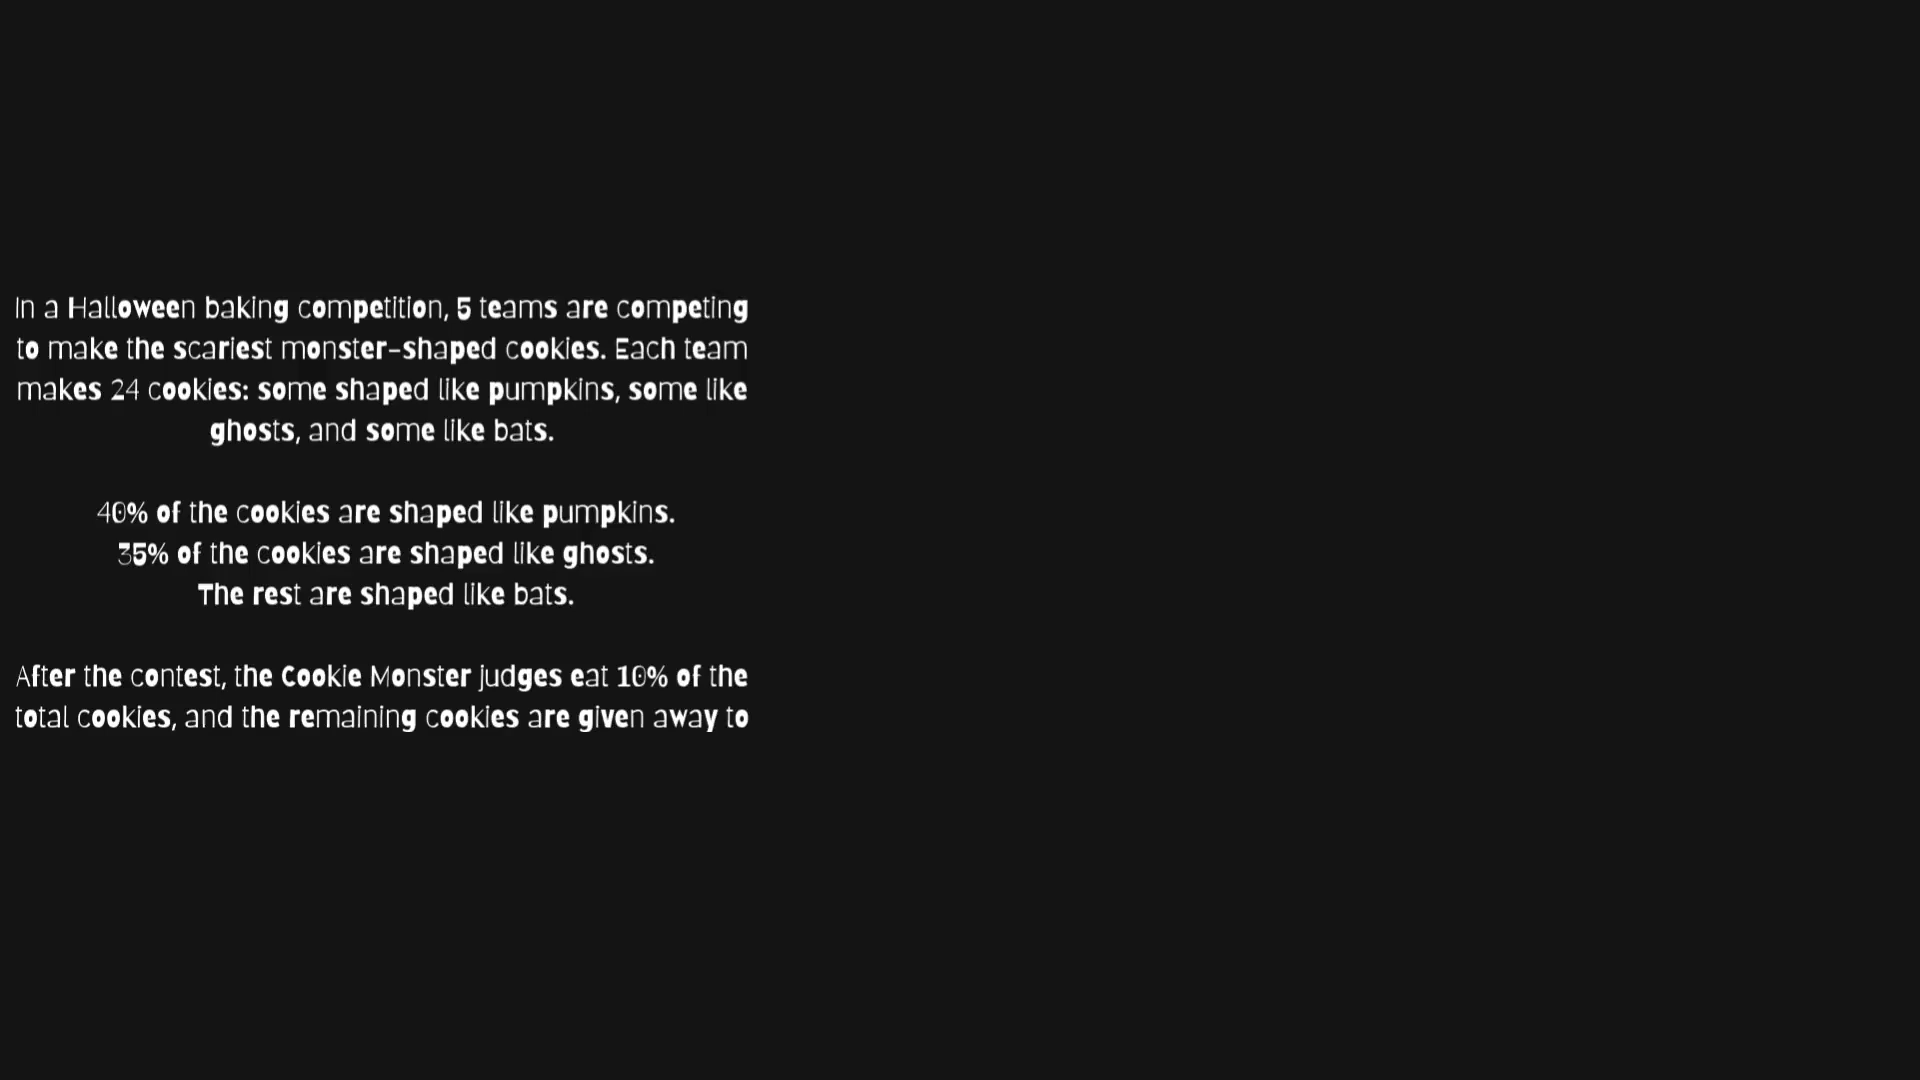 In a Halloween baking competition, 5 teams are competing
to make the scariest monster-shaped cookies. Each team
makes 24 cookies: some shaped like pumpkins, some like
ghosts, and some like bats.
40% of the cookies are shaped like pumpkins.
35% of the cookies are shaped like ghosts.
The rest are shaped like bats.
After the contest, the Cookie Monster judges eat 10% of the
total cookies, and the remaining cookies are given away to